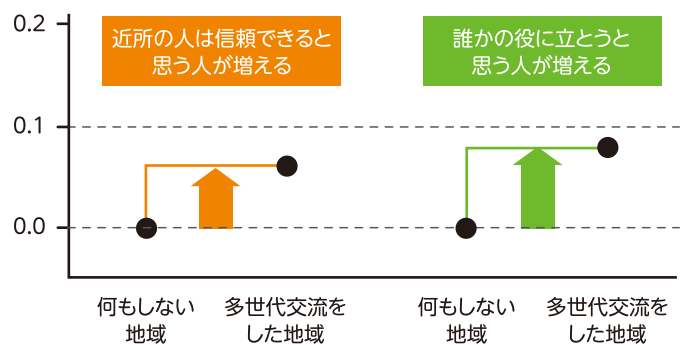 0.2
0.1
0.0
近所の人は信頼できると
思う人が増える
誰かの役に立とうと
思う人が増える
何もしない
地域
多世代交流を
した地域
何もしない
地域
多世代交流を
した地域